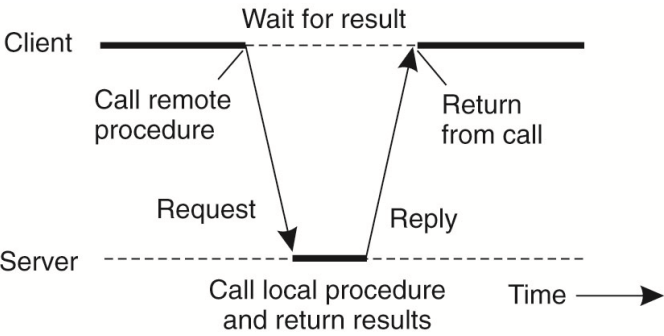 Wait for result
Client
Call remote
procedure
Return
from call
Request
Reply
Server
Call local procedure
and return results
Time